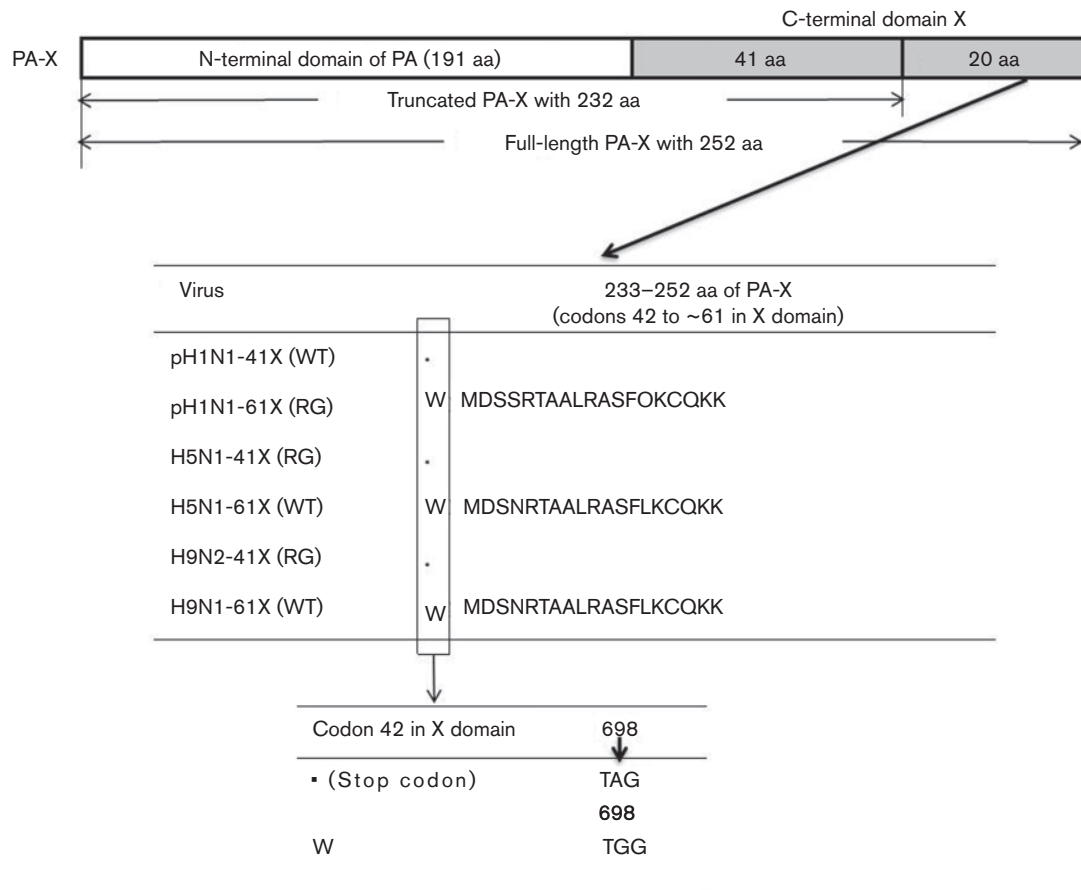 C-terminal domain X
PA-X N-terminal domain of PA (191 aa) 41 aa 20 aa
Truncated PA-X with 232 aa
Full-length PA-X with 252 aa
Virus 233–252 aa of PA-X
(codons 42 to ~61 in X domain)
pH1N1-41X (WT) .
pH1N1-61X (RG) W MDSSRTAALRASFOKCQKK
H5N1-41X (RG) .
H5N1-61X (WT) W MDSNRTAALRASFLKCQKK
H9N2-41X (RG) .
H9N1-61X (WT) W MDSNRTAALRASFLKCQKK
Codon 42 in X domain 698
▪ (Stop codon) TAG
698
W TGG